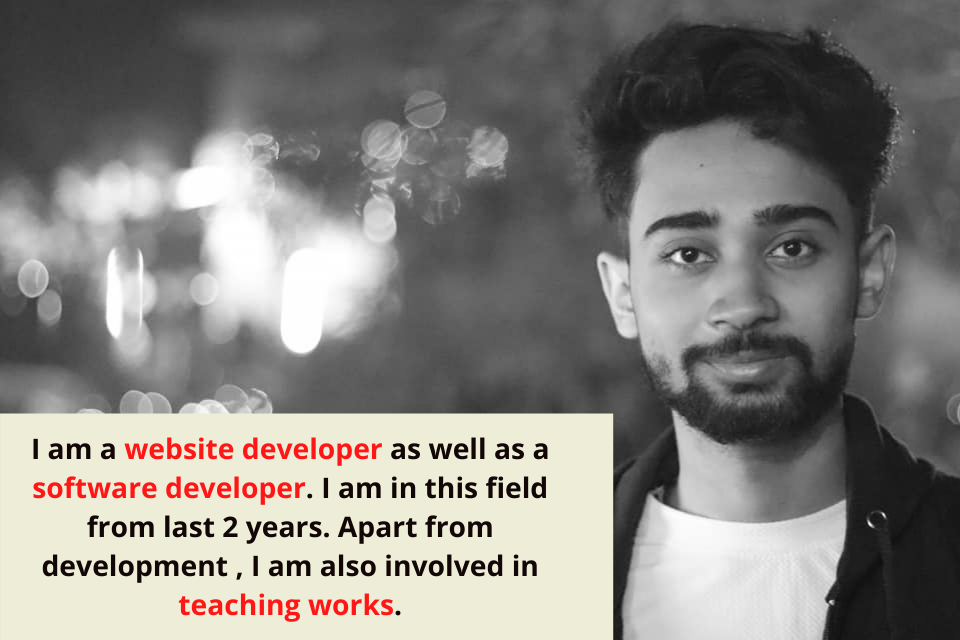 I am a website developer as well as a
software developer. I am in this field
from last 2 years. Apart from
development , I am also involved in
teaching works.